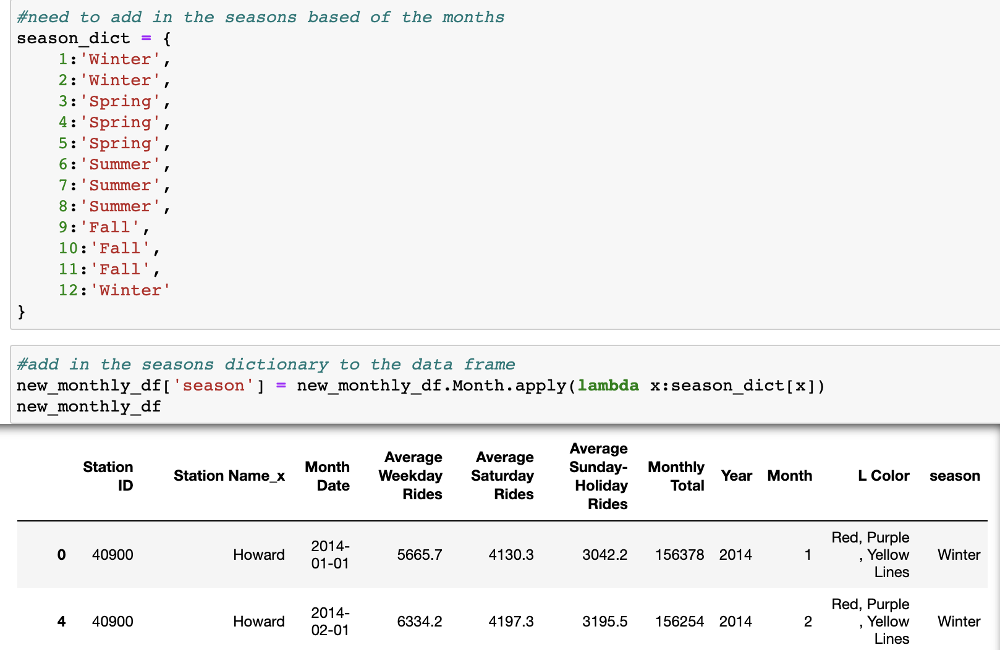 #need to add in the seasons based of the months
season_dict = {
    1:'Winter',
    2:'Winter',
    3:'Spring',
    4:'Spring',
    5:'Spring',
    6:'Summer',
    7:'Summer',
    8:'Summer',
    9:'Fall',
    10:'Fall',
    11:'Fall',
    12:'Winter'
}
#add in the seasons dictionary to the data frame
new_monthly_df['season'] = new_monthly_df.Month.apply(lambda x:season_dict[x])
new_monthly_df
Station ID Station Name_x Month Date Average Weekday Rides Average Saturday Rides Average Sunday-Holiday Rides Monthly Total Year Month L Color season
0 40900 Howard 2014-01-01 5665.7 4130.3 3042.2 156378 2014 1 Red, Purple , Yellow Lines Winter
4 40900 Howard 2014-02-01 6334.2 4197.3 3195.5 156254 2014 2 Red, Purple , Yellow Lines Winter